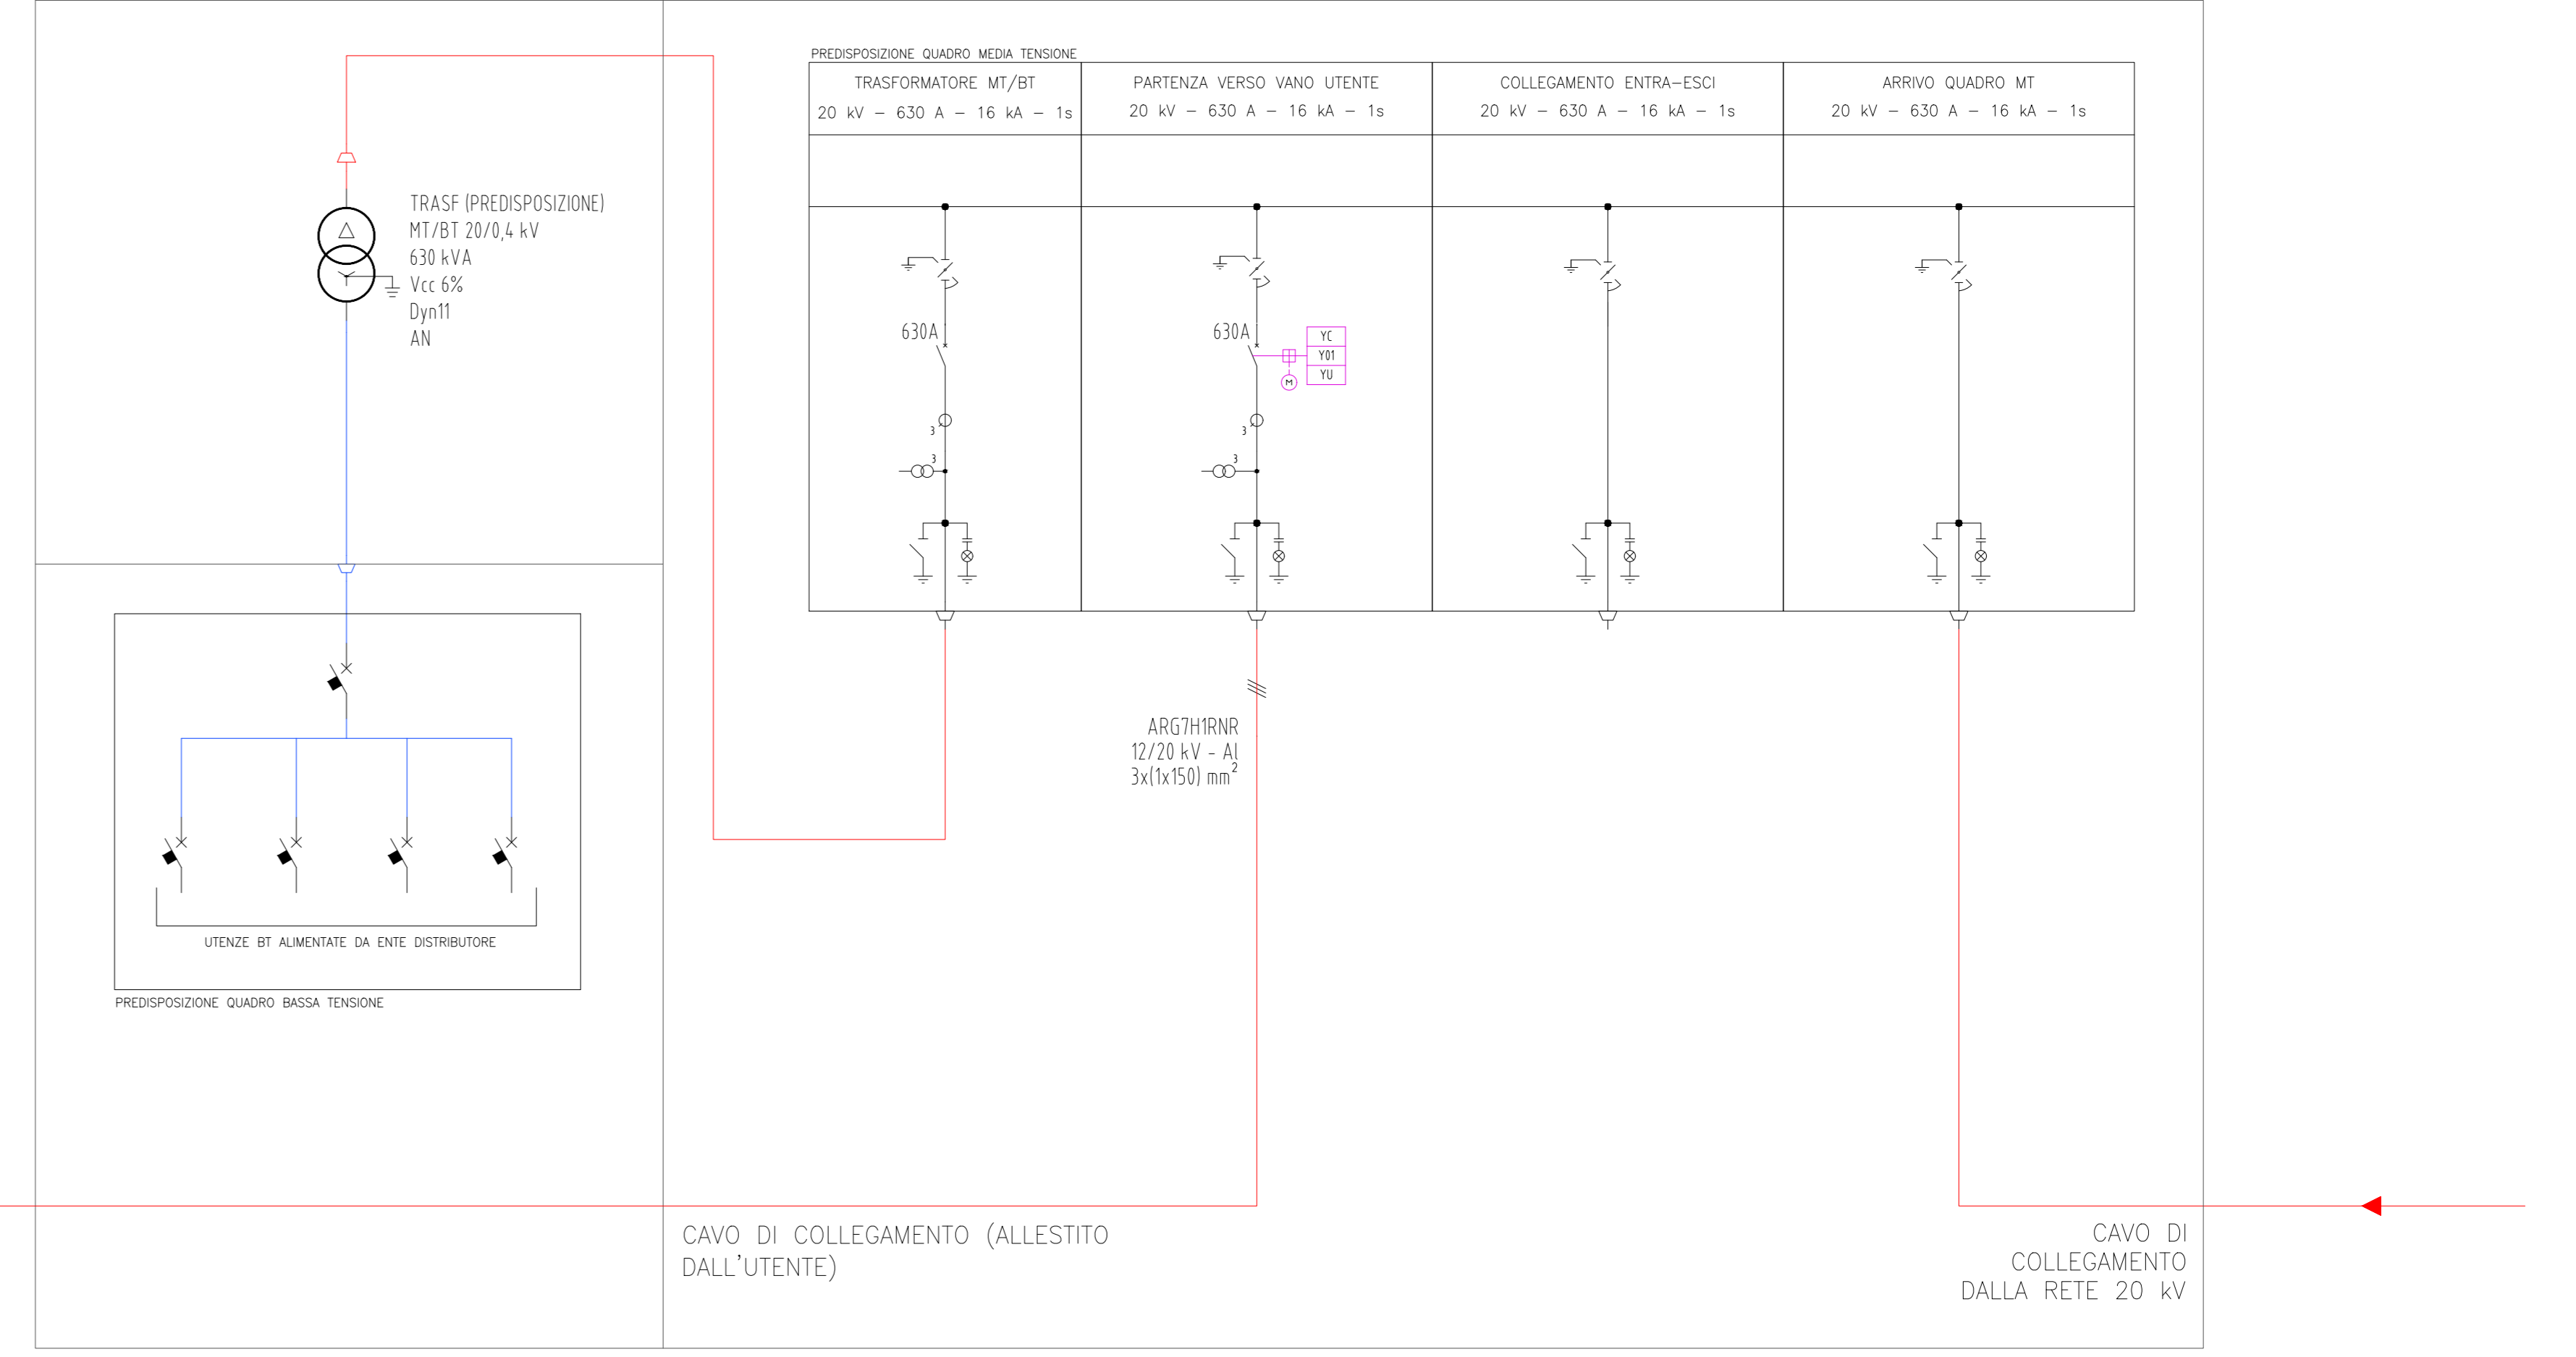 PREDISPOSIZIONE QUADRO MEDIA TENSIONE
TRASFORMATORE MT/BT
20 kV – 630 A – 16 kA – 1s
PARTENZA VERSO VANO UTENTE
20 kV – 630 A – 16 kA – 1s
COLLEGAMENTO ENTRA–ESCI
20 kV – 630 A – 16 kA – 1s
ARRIVO QUADRO MT
20 kV – 630 A – 16 kA – 1s
TRASF (PREDISPOSIZIONE)
MT/BT 20/0,4 kV
630 kVA
Vcc 6%
Dyn11
AN
630A
3
3
630A
YC
Y01
YU
M
3
3
ARG7H1RNR
12/20 kV - Al
3x(1x150) mm²
UTENZE BT ALIMENTATE DA ENTE DISTRIBUTORE
PREDISPOSIZIONE QUADRO BASSA TENSIONE
CAVO DI COLLEGAMENTO (ALLESTITO
DALL'UTENTE)
CAVO DI
COLLEGAMENTO
DALLA RETE 20 kV